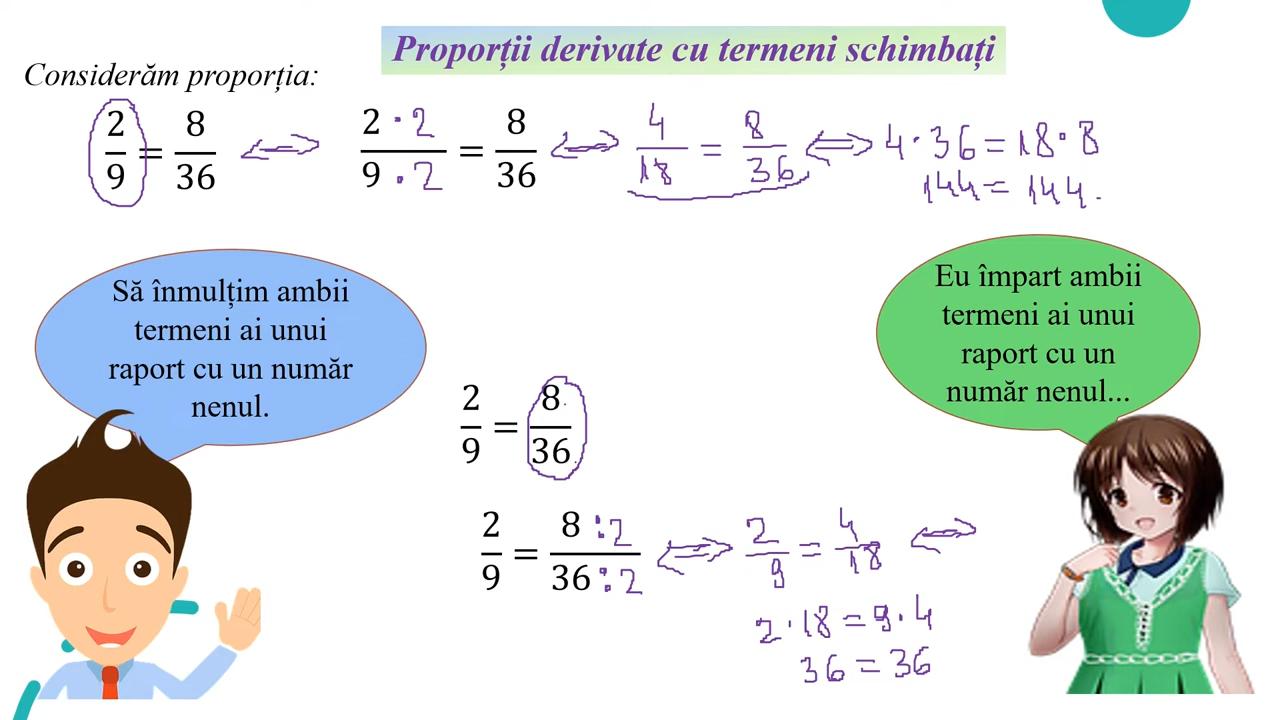 Proporții derivate cu termeni schimbați
Considerăm proporția:
2/9 = 8/36 ⟺ 2 · 2/9 · 2 = 8/36 ⟺ 4/18 = 8/36 ⟺ 4 · 36 = 18 · 8
144 = 144.
Să înmulțim ambii
termeni ai unui
raport cu un număr
nenul.
Eu împart ambii
termeni ai unui
raport cu un
număr nenul...
2/9 = 8/36
2/9 = 8 : 2/36 : 2 ⟺ 2/9 = 4/18 ⟺
2 · 18 = 9 · 4
36 = 36